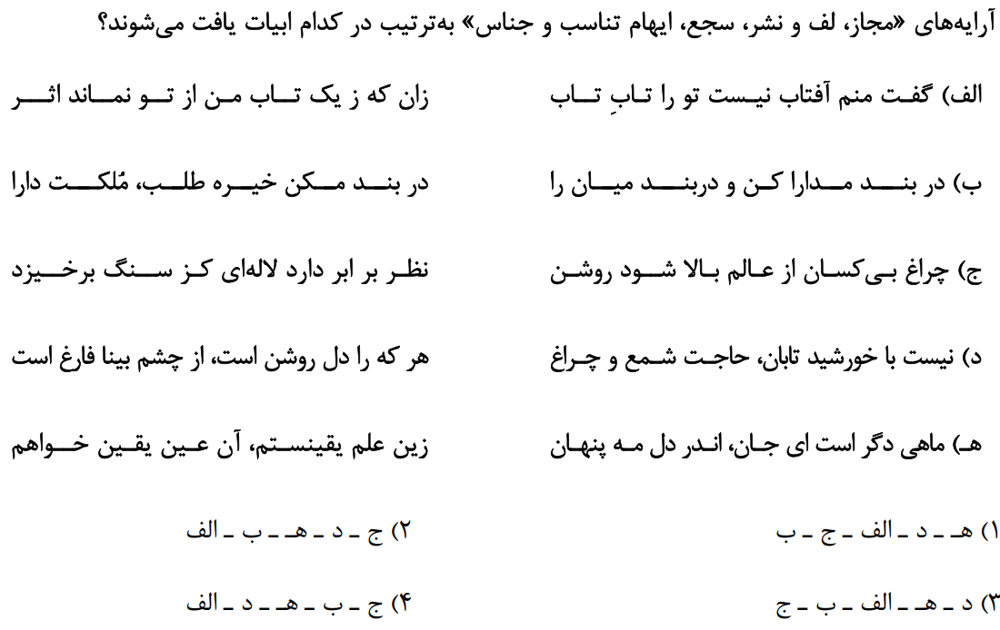 آرایه‌های «مجاز، لف و نشر، سجع، ایهام تناسب و جناس» به‌ترتیب در کدام ابیات یافت می‌شوند؟
الف) گفت منم آفتاب نیست تو را تابِ تاب زان که ز یک تاب من از تو نماند اثر
ب) در بند مدارا کن و دربند میان را در بند مکن خیره طلب، مُلکت دارا
ج) چراغ بی‌کسان از عالم بالا شود روشن نظر بر ابر دارد لاله‌ای کز سنگ برخیزد
د) نیست با خورشید تابان، حاجت شمع و چراغ هر که را دل روشن است، از چشم بینا فارغ است
هـ) ماهی دگر است ای جان، اندر دل مه پنهان زین علم یقینستم، آن عین یقین خواهم
۱) هـ ـ د ـ الف ـ ج ـ ب ۲) ج ـ د ـ هـ ـ ب ـ الف
۳) د ـ هـ ـ الف ـ ب ـ ج ۴) ج ـ ب ـ هـ ـ د ـ الف